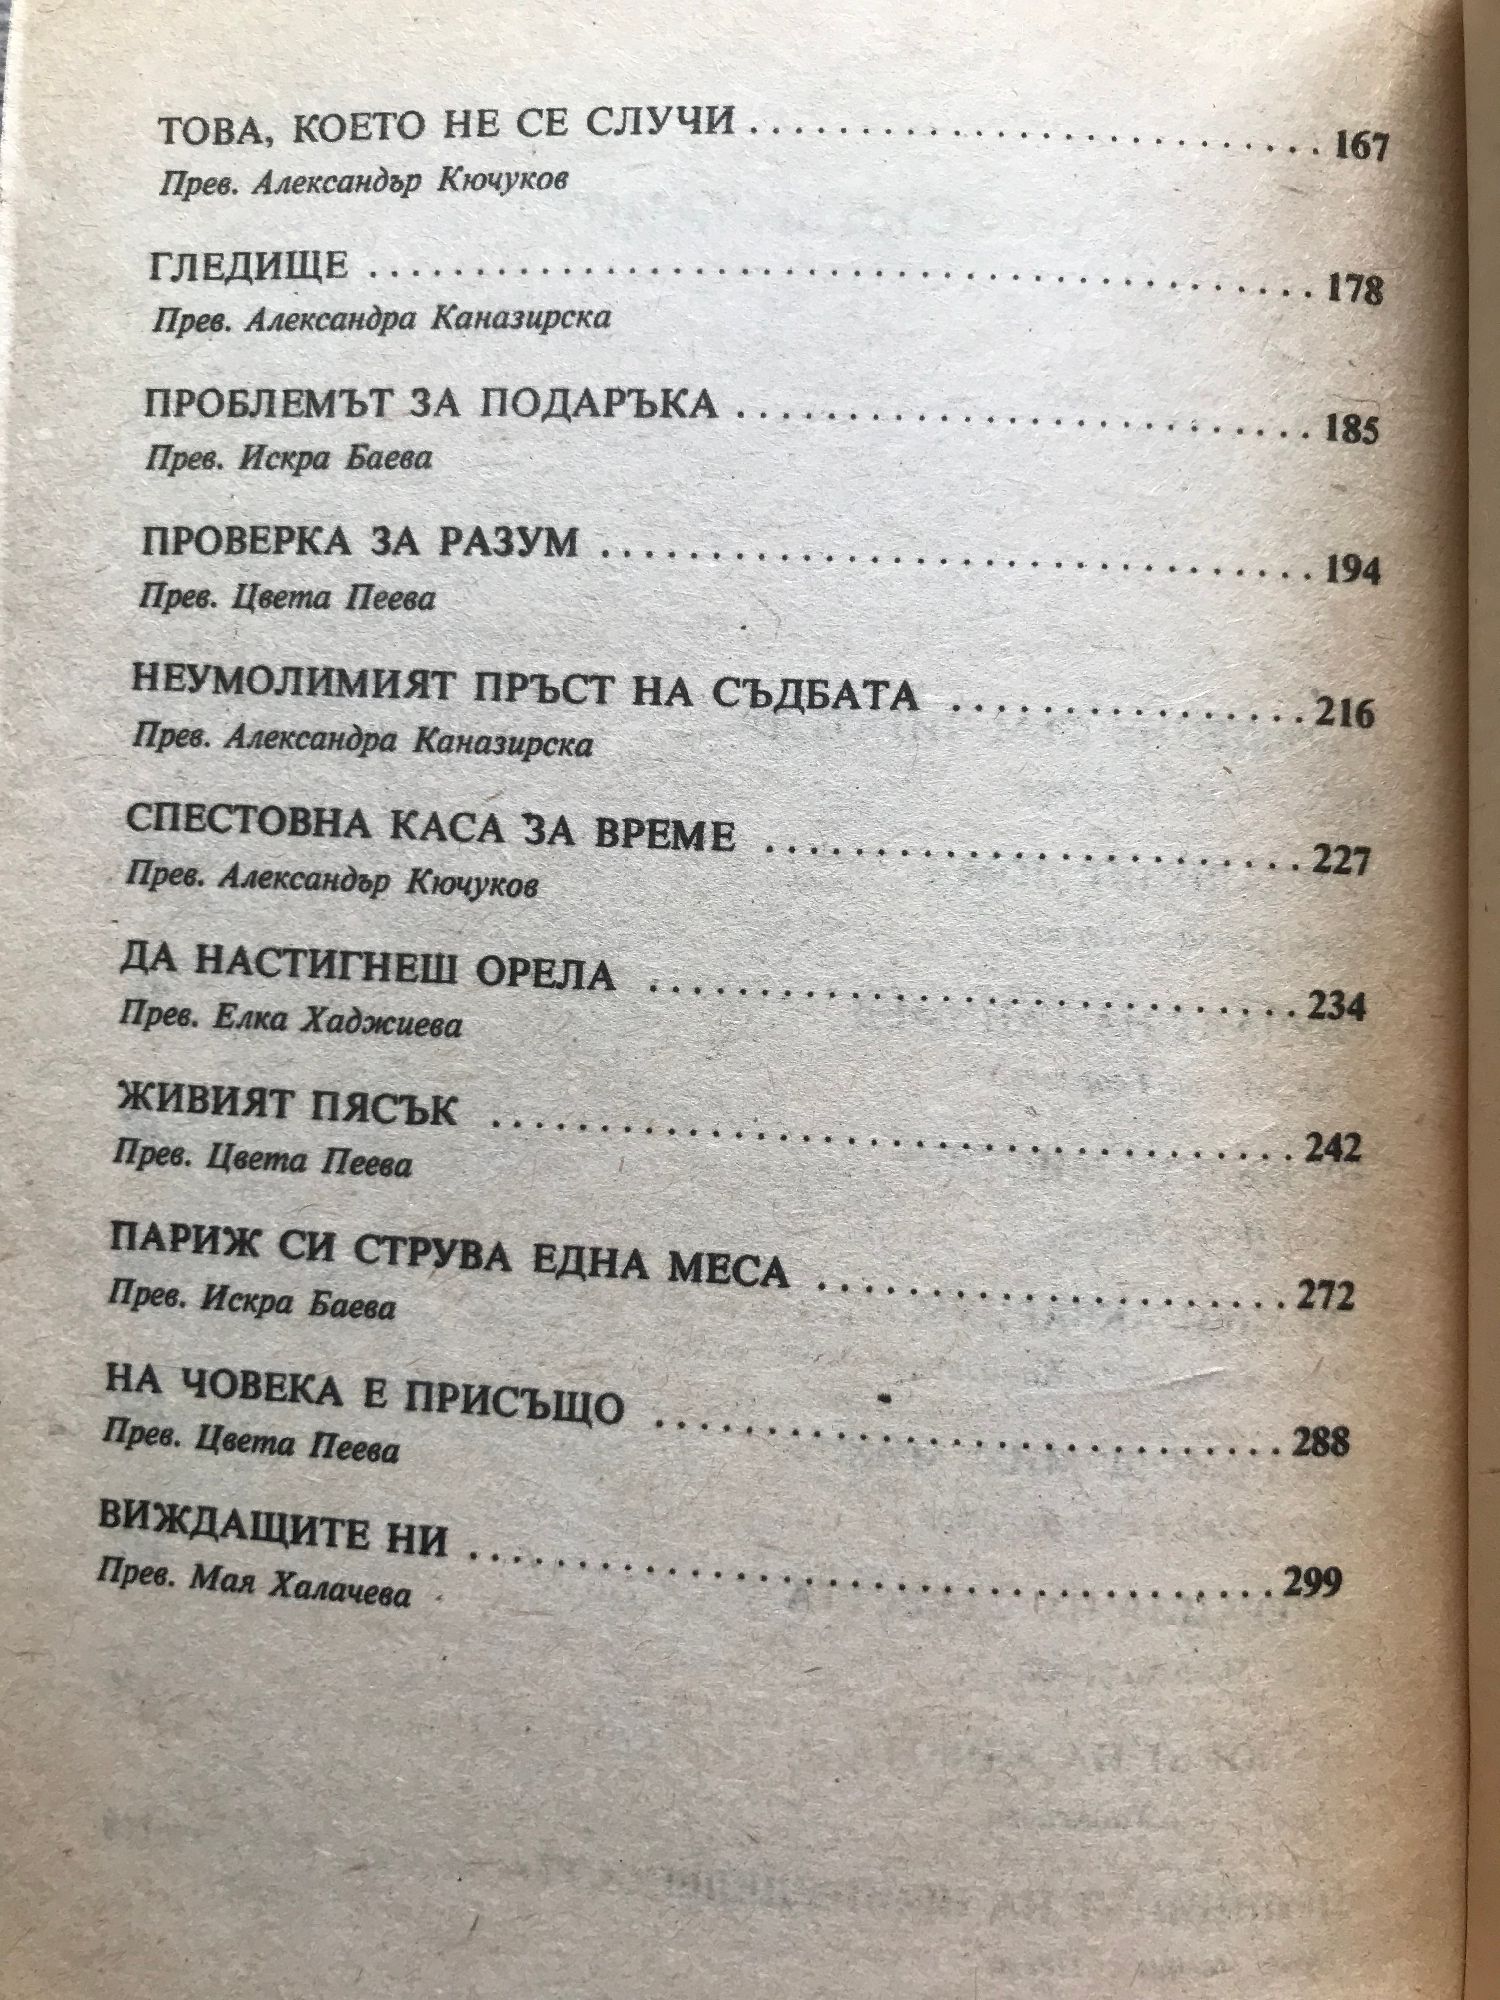 ТОВА, КОЕТО НЕ СЕ СЛУЧИ . . . . . . . . . . . . . . . . . . . . . . . . . . . . 167
Прев. Александър Кючуков
ГЛЕДИЩЕ . . . . . . . . . . . . . . . . . . . . . . . . . . . . . . . . . . . . . . . . 178
Прев. Александра Каназирска
ПРОБЛЕМЪТ ЗА ПОДАРЪКА . . . . . . . . . . . . . . . . . . . . . . . . . . . 185
Прев. Искра Баева
ПРОВЕРКА ЗА РАЗУМ . . . . . . . . . . . . . . . . . . . . . . . . . . . . . . . . 194
Прев. Цвета Пеева
НЕУМОЛИМИЯТ ПРЪСТ НА СЪДБАТА . . . . . . . . . . . . . . . . . 216
Прев. Александра Каназирска
СПЕСТОВНА КАСА ЗА ВРЕМЕ . . . . . . . . . . . . . . . . . . . . . . . . . 227
Прев. Александър Кючуков
ДА НАСТИГНЕШ ОРЕЛА . . . . . . . . . . . . . . . . . . . . . . . . . . . . . . 234
Прев. Елка Хаджиева
ЖИВИЯТ ПЯСЪК . . . . . . . . . . . . . . . . . . . . . . . . . . . . . . . . . . . . . 242
Прев. Цвета Пеева
ПАРИЖ СИ СТРУВА ЕДНА МЕСА . . . . . . . . . . . . . . . . . . . . . . 272
Прев. Искра Баева
НА ЧОВЕКА Е ПРИСЪЩО . . . . . . . . . . . . . . . . . . . . . . . . . . . . . 288
Прев. Цвета Пеева
ВИЖДАЩИТЕ НИ . . . . . . . . . . . . . . . . . . . . . . . . . . . . . . . . . . . . . 299
Прев. Мая Халачева